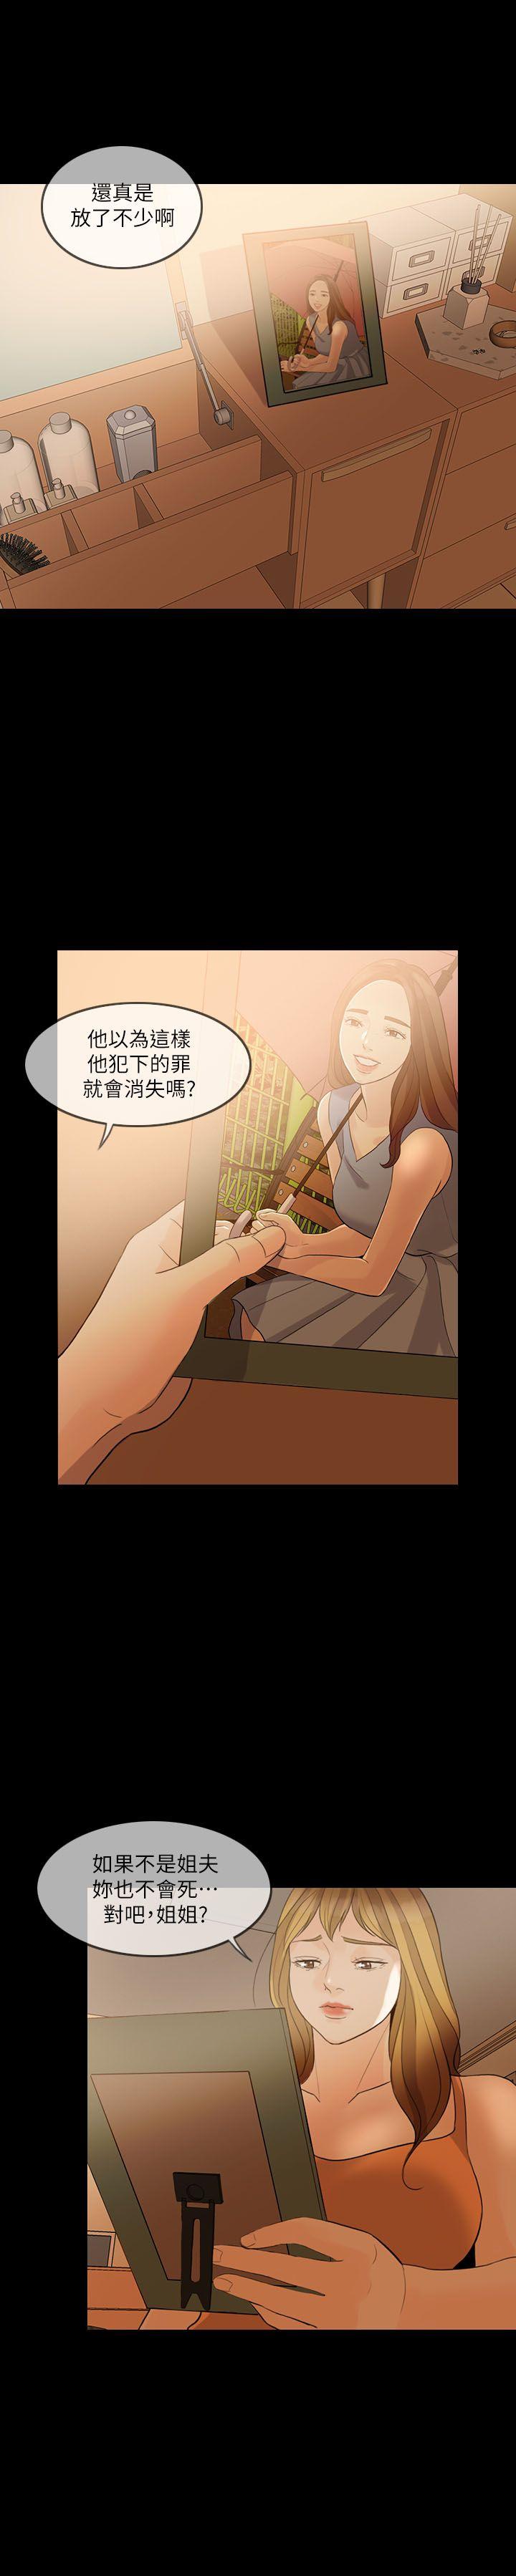 還真是
放了不少啊
他以為這樣
他犯下的罪
就會消失嗎?
如果不是姐夫
妳也不會死⋯
對吧,姐姐?